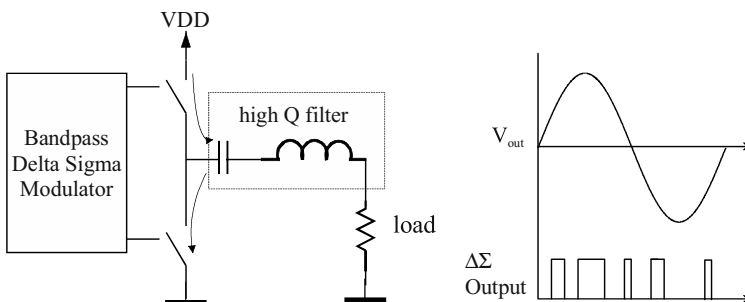 VDD
high Q filter
Bandpass
Delta Sigma
Modulator
load
Vout
ΔΣ
Output